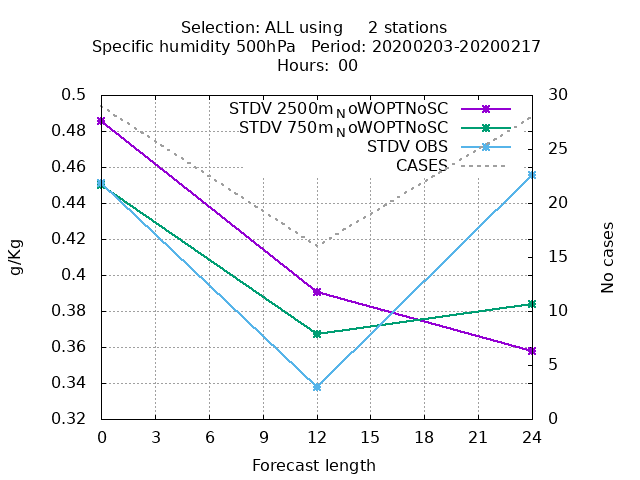 Selection: ALL using 2 stations
Specific humidity 500hPa Period: 20200203-20200217
Hours: 00
STDV 2500m_NoWOPTNoSC
STDV 750m_NoWOPTNoSC
STDV OBS
CASES
0.5
0.48
0.46
0.44
0.42
0.4
0.38
0.36
0.34
0.32
g/Kg
30
25
20
15
10
5
0
No cases
0 3 6 9 12 15 18 21 24
Forecast length